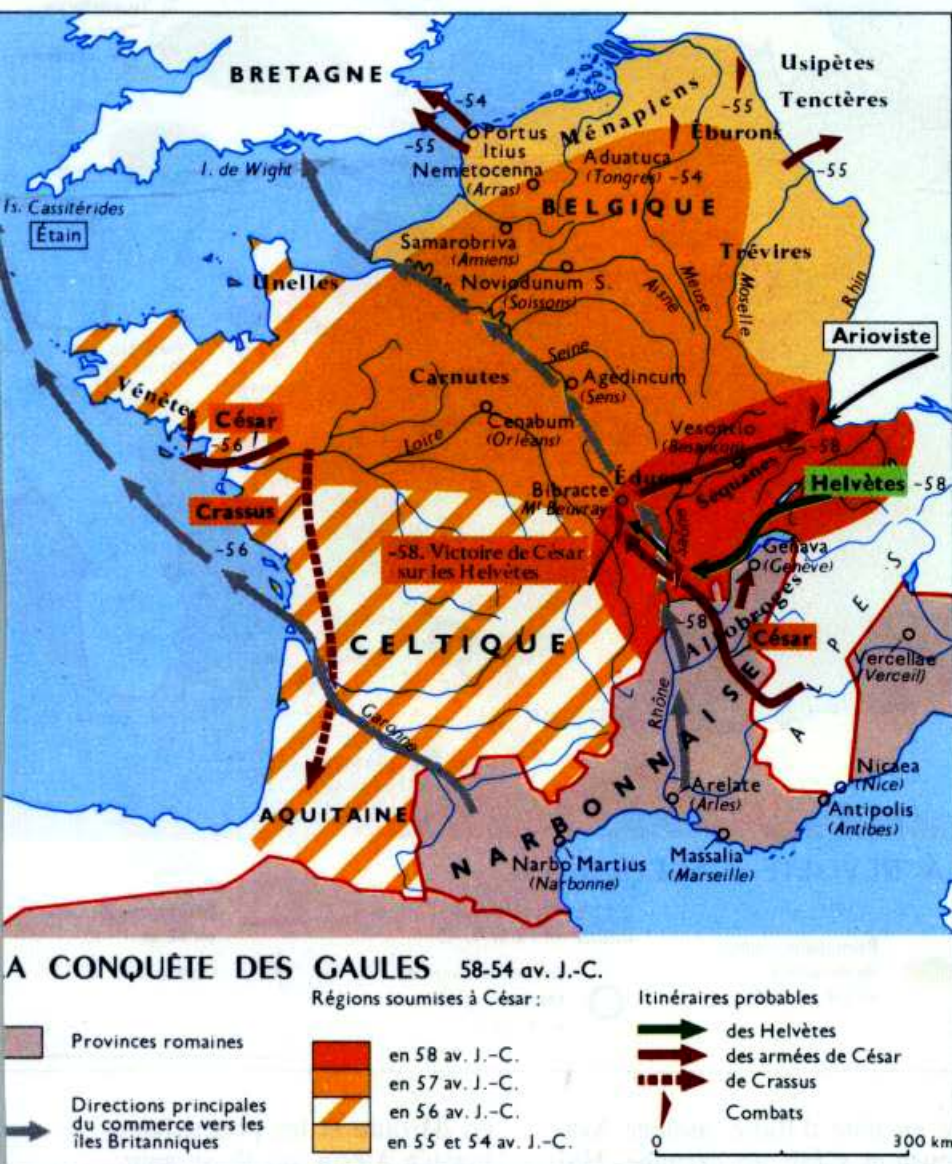 BRETAGNE
Usipètes
Tenctères
-54
-55
Portus
Itius
Ménapiens
-55
Éburons
-55
I. de Wight
Nemetocenna
(Arras)
Aduatuca
(Tongres) -54
Is. Cassitérides
Étain
BELGIQUE
Samarobriva
(Amiens)
Trévires
Unelles
Noviodunum S.
(Soissons)
Aisne
Meuse
Moselle
Rhin
Arioviste
Seine
Carnutes
Agedincum
(Sens)
Vénètes
César
-56
Cenabum
(Orléans)
Loire
Vesoncio
(Besançon)
-58
Séquanes
Helvètes
-58
Bibracte
Mt Beuvray
Crassus
Saône
-56
-58. Victoire de César
sur les Helvètes
Genava
(Genève)
CELTIQUE
-58
Allobroges
César
ALPES
Vercellae
(Verceil)
Rhône
Garonne
NARBONNAISE
Nicaea
(Nice)
Arelate
(Arles)
Antipolis
(Antibes)
AQUITAINE
Narbo Martius
(Narbonne)
Massalia
(Marseille)
A CONQUÊTE DES GAULES 58-54 av. J.-C.
Régions soumises à César :
Itinéraires probables
Provinces romaines
des Helvètes
en 58 av. J.-C.
des armées de César
en 57 av. J.-C.
de Crassus
Directions principales
du commerce vers les
îles Britanniques
en 56 av. J.-C.
Combats
en 55 et 54 av. J.-C.
0 300 km